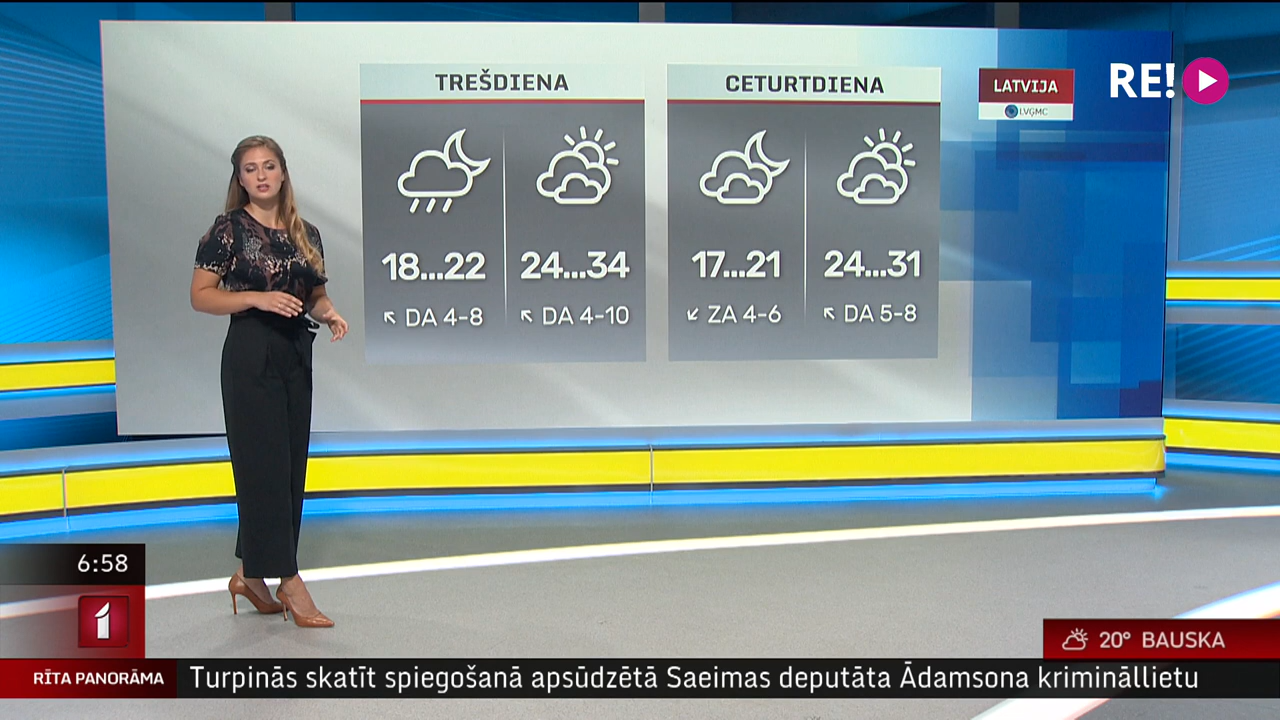 TREŠDIENA
CETURTDIENA
LATVIJA
LVĢMC
RE!
18...22
24...34
17...21
24...31
DA 4-8
DA 4-10
ZA 4-6
DA 5-8
6:58
1
20° BAUSKA
RĪTA PANORĀMA
Turpinās skatīt spiegošanā apsūdzētā Saeimas deputāta Ādamsona krimināllietu